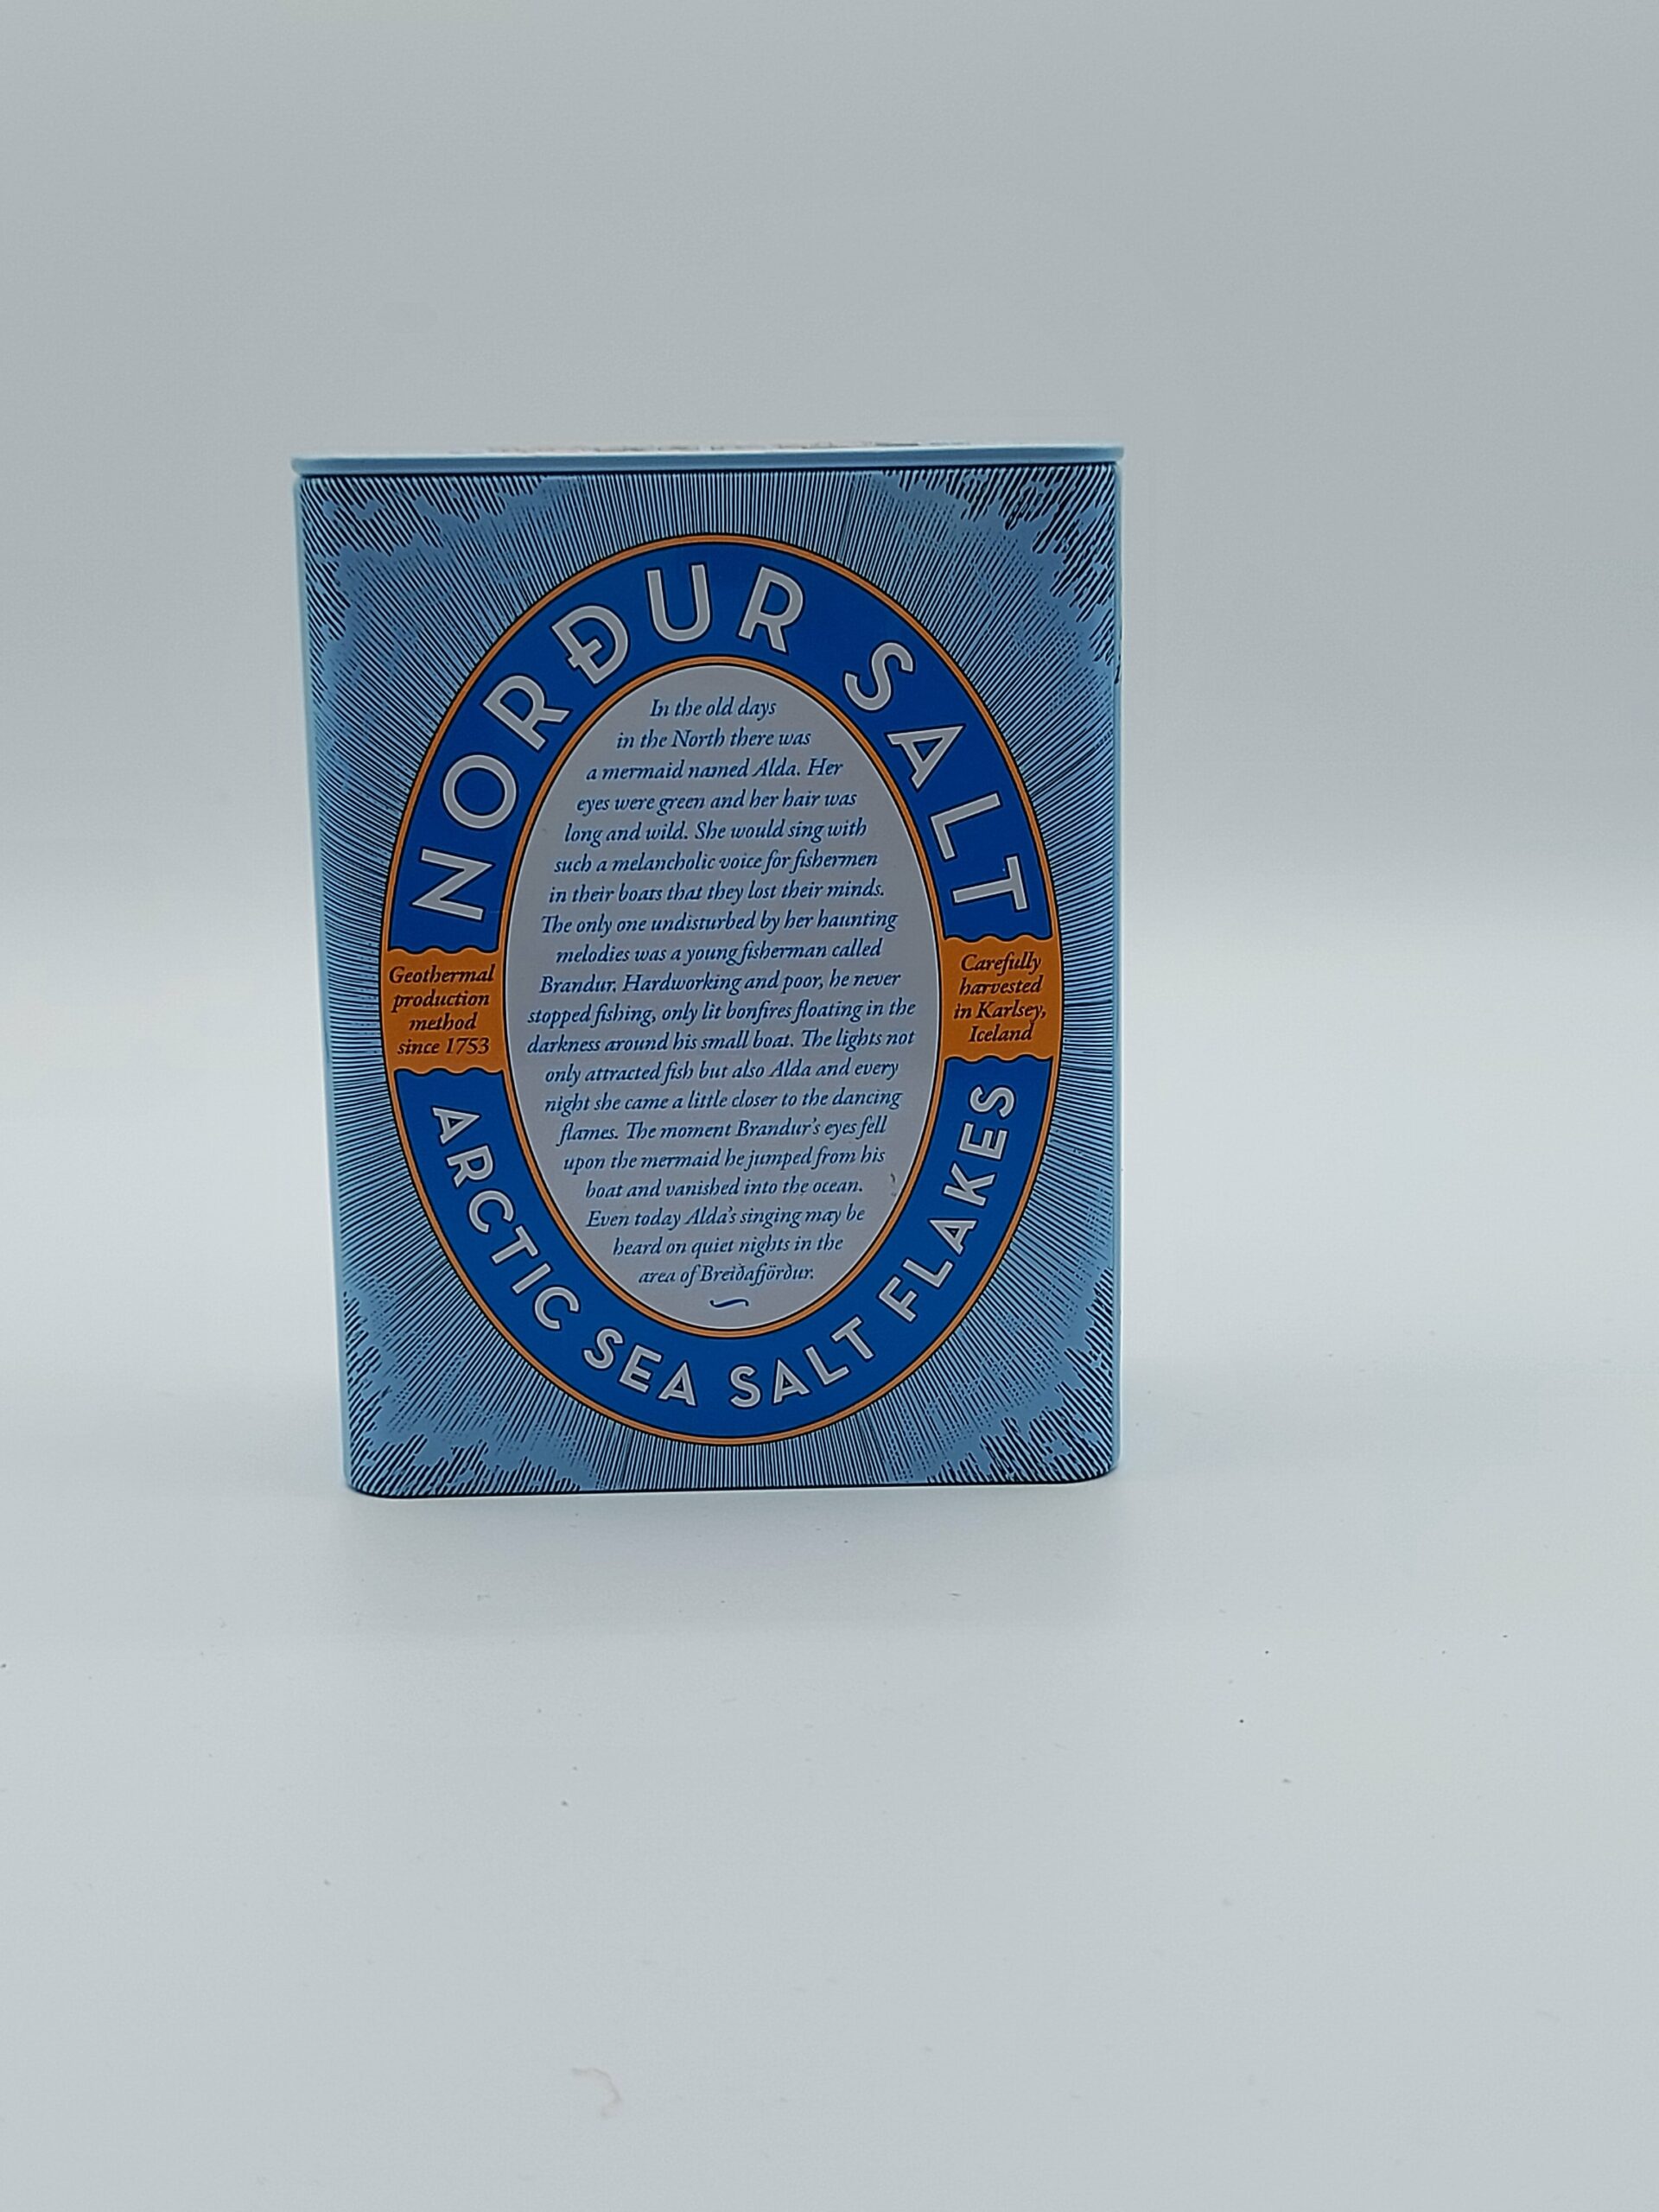 NORÐUR SALT
In the old days
in the North there was
a mermaid named Alda. Her
eyes were green and her hair was
long and wild. She would sing with
such a melancholic voice for fishermen
in their boats that they lost their minds.
The only one undisturbed by her haunting
melodies was a young fisherman called
Brandur. Hardworking and poor, he never
stopped fishing, only lit bonfires floating in the
darkness around his small boat. The lights not
only attracted fish but also Alda and every
night she came a little closer to the dancing
flames. The moment Brandur's eyes fell
upon the mermaid he jumped from his
boat and vanished into the ocean.
Even today Alda's singing may be
heard on quiet nights in the
area of Breiðafjörður.
Geothermal
production
method
since 1753
Carefully
harvested
in Karlsey,
Iceland
ARCTIC SEA SALT FLAKES